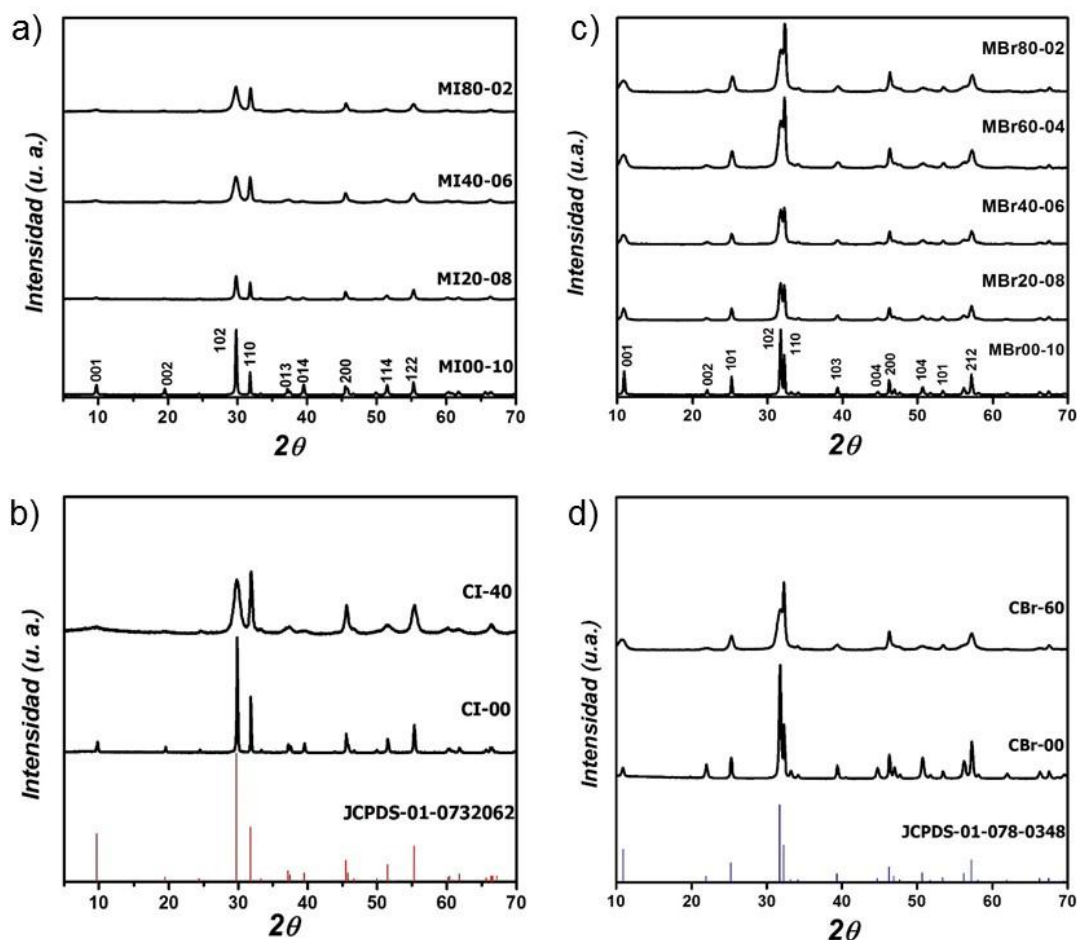 a)
MI80-02
MI40-06
MI20-08
MI00-10
001
002
102
110
013
014
200
114
122
Intensidad (u. a.)
10 20 30 40 50 60 70
2θ
c)
MBr80-02
MBr60-04
MBr40-06
MBr20-08
MBr00-10
001
002
101
102
110
103
004
200
104
101
212
Intensidad (u.a.)
10 20 30 40 50 60 70
2θ
b)
CI-40
CI-00
JCPDS-01-0732062
Intensidad (u. a.)
10 20 30 40 50 60 70
2θ
d)
CBr-60
CBr-00
JCPDS-01-078-0348
Intensidad (u.a.)
10 20 30 40 50 60 70
2θ